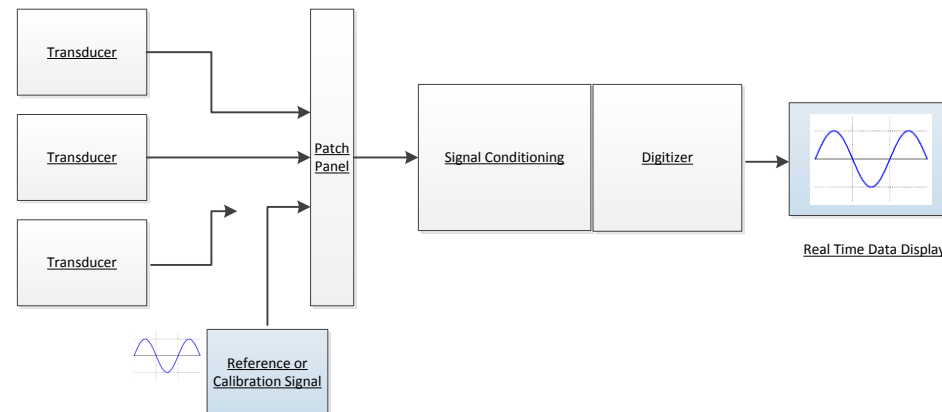 Transducer
Transducer
Transducer
Patch
Panel
Signal Conditioning
Digitizer
Real Time Data Display
Reference or
Calibration Signal